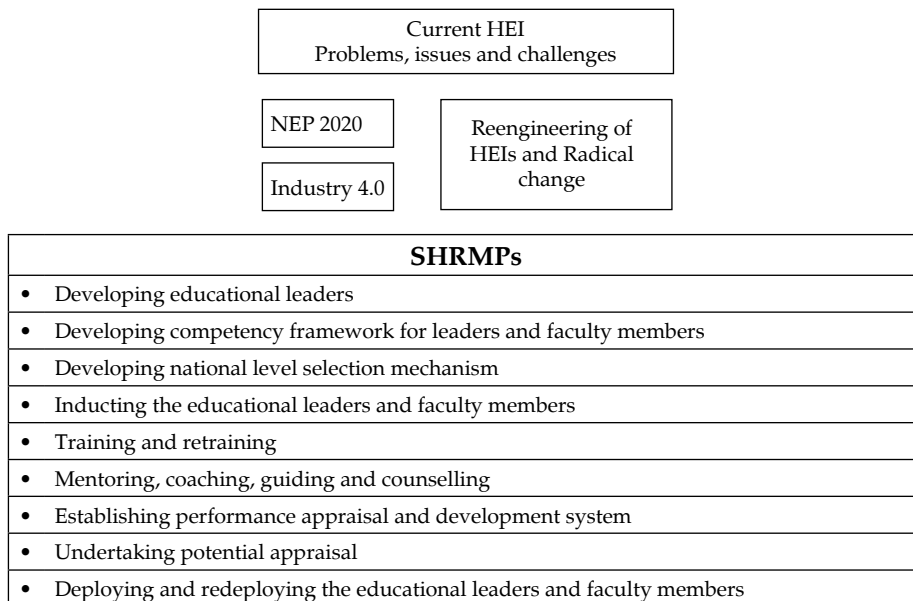 Current HEI
Problems, issues and challenges
NEP 2020
Industry 4.0
Reengineering of
HEIs and Radical
change
SHRMPs
• Developing educational leaders
• Developing competency framework for leaders and faculty members
• Developing national level selection mechanism
• Inducting the educational leaders and faculty members
• Training and retraining
• Mentoring, coaching, guiding and counselling
• Establishing performance appraisal and development system
• Undertaking potential appraisal
• Deploying and redeploying the educational leaders and faculty members